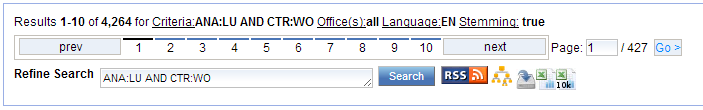 Results 1-10 of 4,264 for Criteria:ANA:LU AND CTR:WO Office(s):all Language:EN Stemming: true
prev 1 2 3 4 5 6 7 8 9 10 next Page: 1 / 427 Go >
Refine Search ANA:LU AND CTR:WO Search RSS 10k